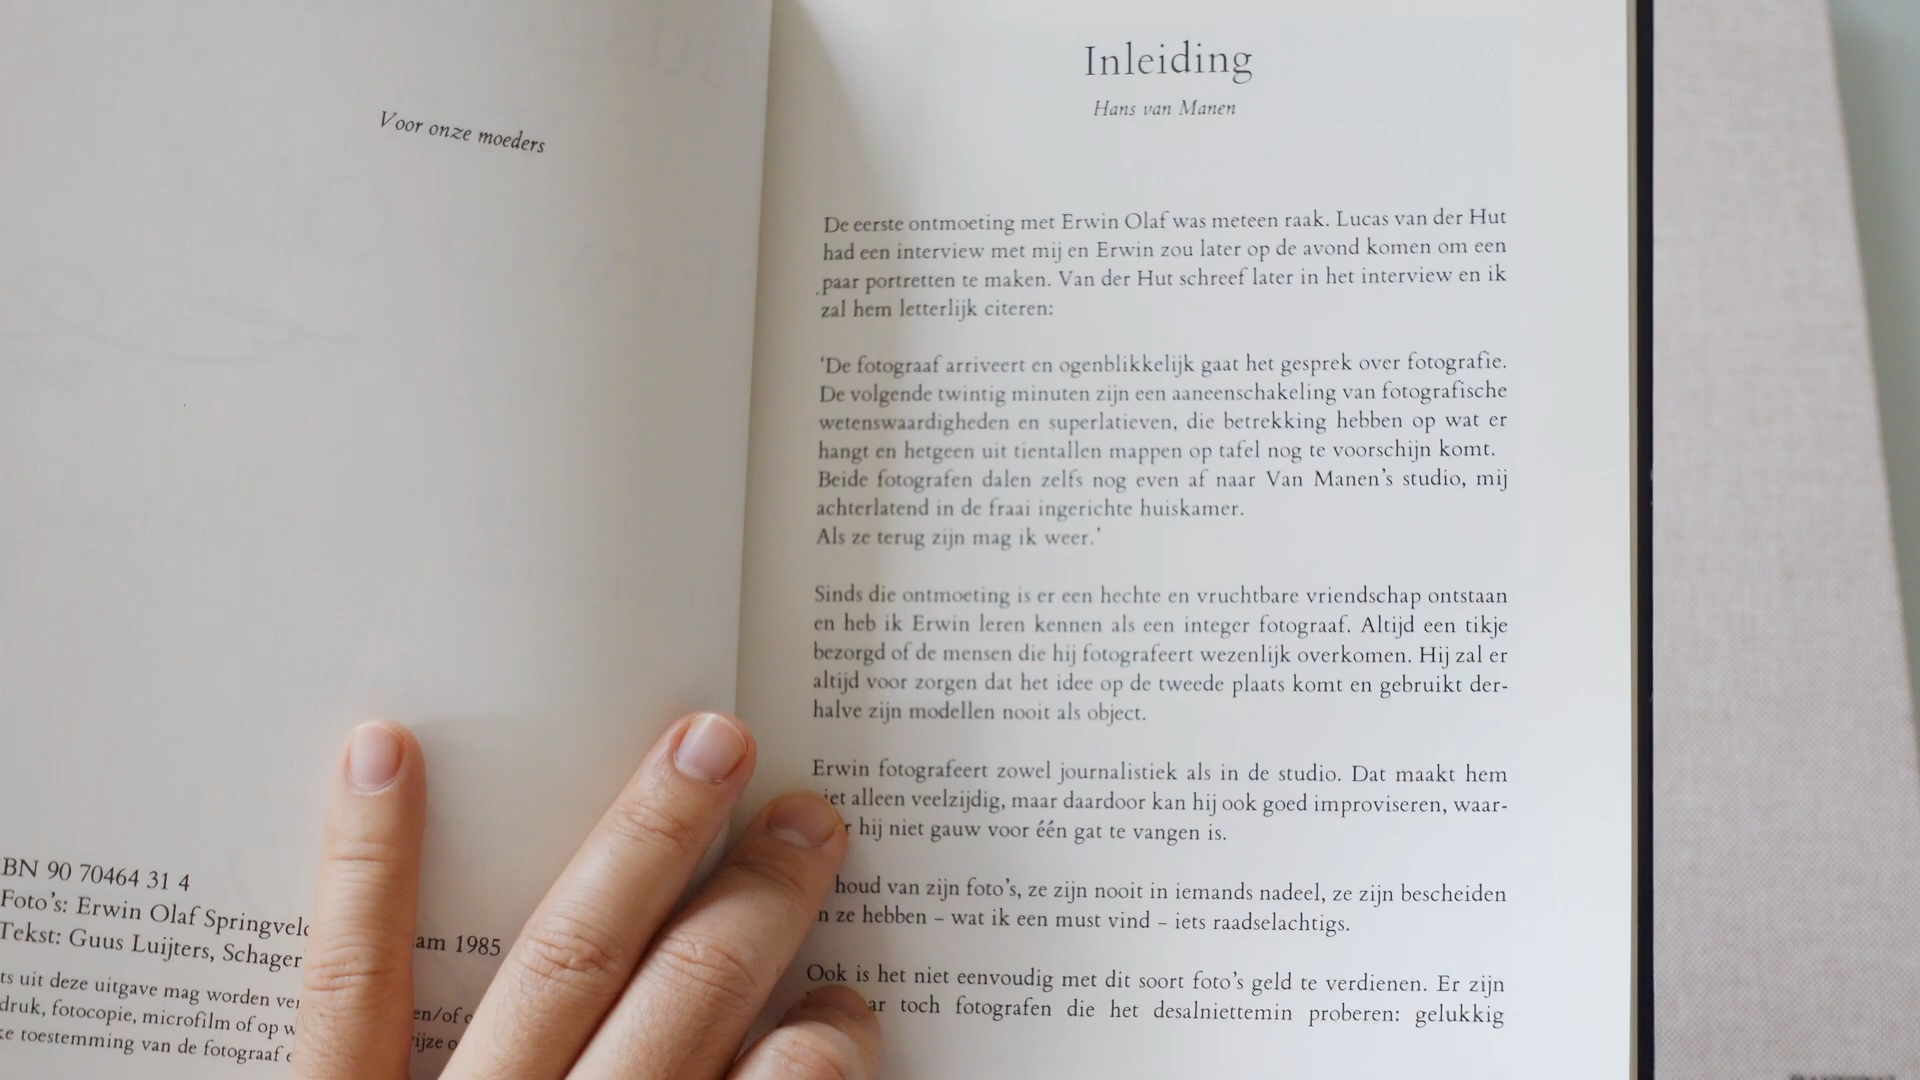 Voor onze moeders
BN 90 70464 31 4
Foto's: Erwin Olaf
Tekst: Guus Luijters, am 1985
ts uit deze uitgave mag worden
druk, fotocopie, microfilm of op en/of
toestemming van de fotograaf
Inleiding
Hans van Manen
De eerste ontmoeting met Erwin Olaf was meteen raak. Lucas van der Hut
had een interview met mij en Erwin zou later op de avond komen om een
paar portretten te maken. Van der Hut schreef later in het interview en ik
zal hem letterlijk citeren:
‘De fotograaf arriveert en ogenblikkelijk gaat het gesprek over fotografie.
De volgende twintig minuten zijn een aaneenschakeling van fotografische
wetenswaardigheden en superlatieven, die betrekking hebben op wat er
hangt en hetgeen uit tientallen mappen op tafel nog te voorschijn komt.
Beide fotografen dalen zelfs nog even af naar Van Manen's studio, mij
achterlatend in de fraai ingerichte huiskamer.
Als ze terug zijn mag ik weer.’
Sinds die ontmoeting is er een hechte en vruchtbare vriendschap ontstaan
en heb ik Erwin leren kennen als een integer fotograaf. Altijd een tikje
bezorgd of de mensen die hij fotografeert wezenlijk overkomen. Hij zal er
altijd voor zorgen dat het idee op de tweede plaats komt en gebruikt der-
halve zijn modellen nooit als object.
Erwin fotografeert zowel journalistiek als in de studio. Dat maakt hem
iet alleen veelzijdig, maar daardoor kan hij ook goed improviseren, waar-
r hij niet gauw voor één gat te vangen is.
houd van zijn foto's, ze zijn nooit in iemands nadeel, ze zijn bescheiden
n ze hebben – wat ik een must vind – iets raadselachtigs.
Ook is het niet eenvoudig met dit soort foto's geld te verdienen. Er zijn
ar toch fotografen die het desalniettemin proberen: gelukkig